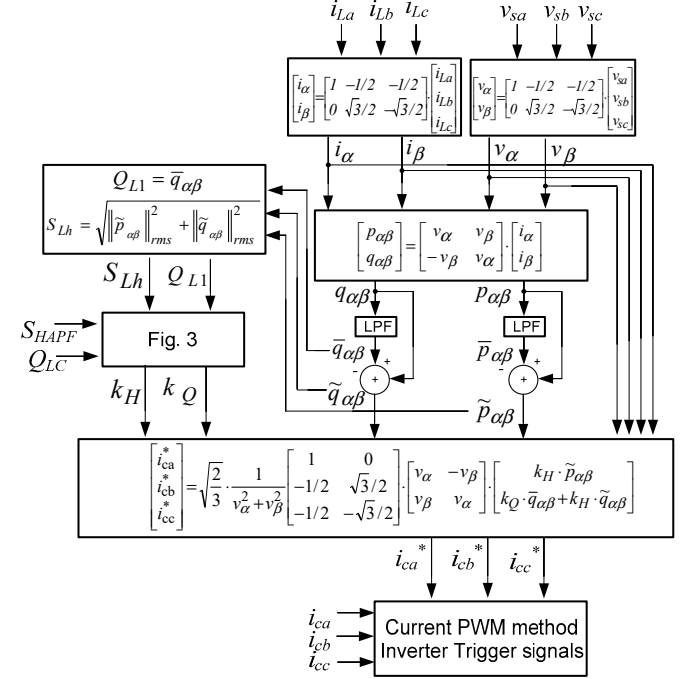 i_La i_Lb i_Lc v_sa v_sb v_sc
[i_α; i_β] = [1 −1/2 −1/2; 0 √3/2 −√3/2] · [i_La; i_Lb; i_Lc]
[v_α; v_β] = [1 −1/2 −1/2; 0 √3/2 −√3/2] · [v_sa; v_sb; v_sc]
i_α i_β v_α v_β
Q_L1 = q̅_αβ
S_Lh = √(‖p̃_αβ‖²_rms + ‖q̃_αβ‖²_rms)
[p_αβ; q_αβ] = [v_α v_β; −v_β v_α] · [i_α; i_β]
S_Lh Q_L1
q_αβ p_αβ
LPF LPF
S_HAPF
Q_LC
Fig. 3
q̅_αβ p̅_αβ
- + + - + +
q̃_αβ p̃_αβ
k_H k_Q
[i*_ca; i*_cb; i*_cc] = √(2/3) · 1/(v²_α+v²_β) [1 0; −1/2 √3/2; −1/2 −√3/2] · [v_α −v_β; v_β v_α] · [k_H·p̃_αβ; k_Q·q̅_αβ+k_H·q̃_αβ]
i_ca* i_cb* i_cc*
i_ca
i_cb
i_cc
Current PWM method
Inverter Trigger signals